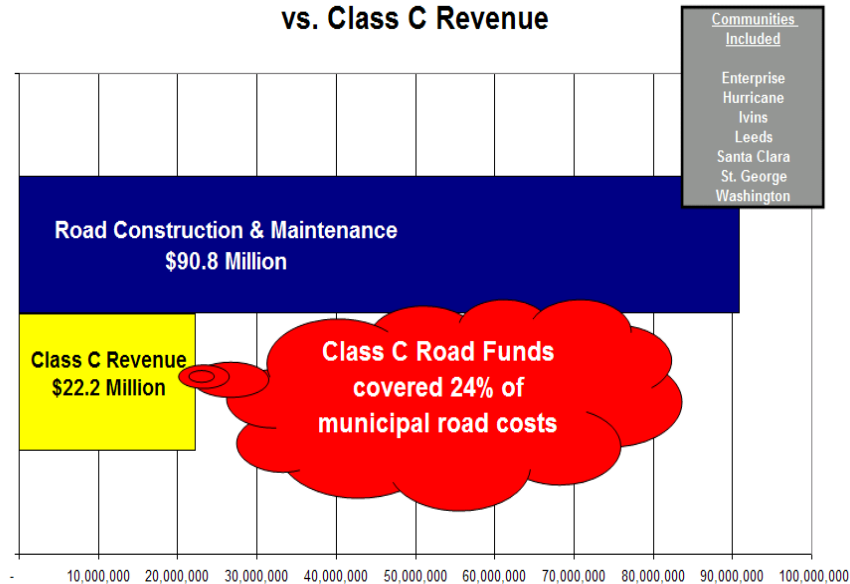 vs. Class C Revenue
Communities
Included
Enterprise
Hurricane
Ivins
Leeds
Santa Clara
St. George
Washington
Road Construction & Maintenance
$90.8 Million
Class C Revenue
$22.2 Million
Class C Road Funds
covered 24% of
municipal road costs
- 10,000,000 20,000,000 30,000,000 40,000,000 50,000,000 60,000,000 70,000,000 80,000,000 90,000,000 100,000,000